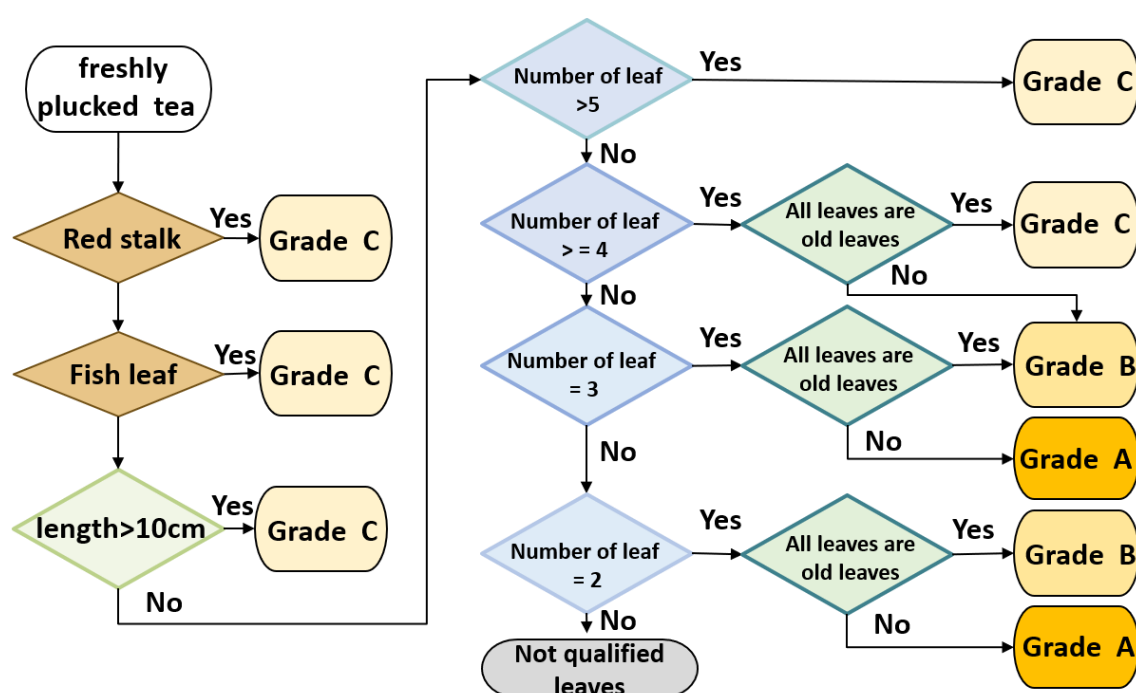 freshly
plucked tea
Red stalk
Yes
Grade C
Fish leaf
Yes
Grade C
length>10cm
Yes
Grade C
No
Number of leaf
>5
Yes
Grade C
No
Number of leaf
> = 4
Yes
All leaves are
old leaves
Yes
Grade C
No
No
Number of leaf
= 3
Yes
All leaves are
old leaves
Yes
Grade B
No
Grade A
No
Number of leaf
= 2
Yes
All leaves are
old leaves
Yes
Grade B
No
Grade A
No
Not qualified
leaves